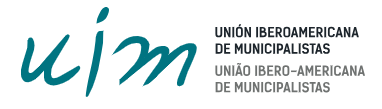 uim
UNIÓN IBEROAMERICANA
DE MUNICIPALISTAS
UNIÃO IBERO-AMERICANA
DE MUNICIPALISTAS